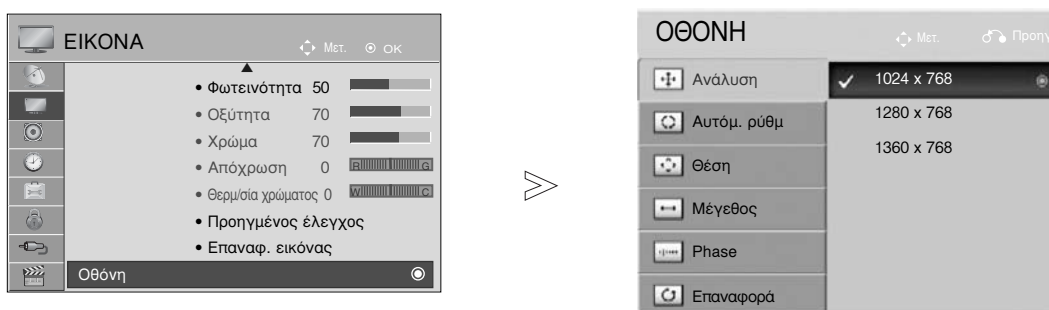 ΕΙΚΟΝΑ
Μετ. OK
• Φωτεινότητα 50
• Οξύτητα 70
• Χρώμα 70
• Απόχρωση 0 R G
• Θερμ/σία χρώματος 0 W C
• Προηγμένος έλεγχος
• Επαναφ. εικόνας
Οθόνη
ΟΘΟΝΗ
Μετ. Προηγ
Ανάλυση
1024 x 768
Αυτόμ. ρύθμ
1280 x 768
1360 x 768
Θέση
Μέγεθος
Phase
Επαναφορά